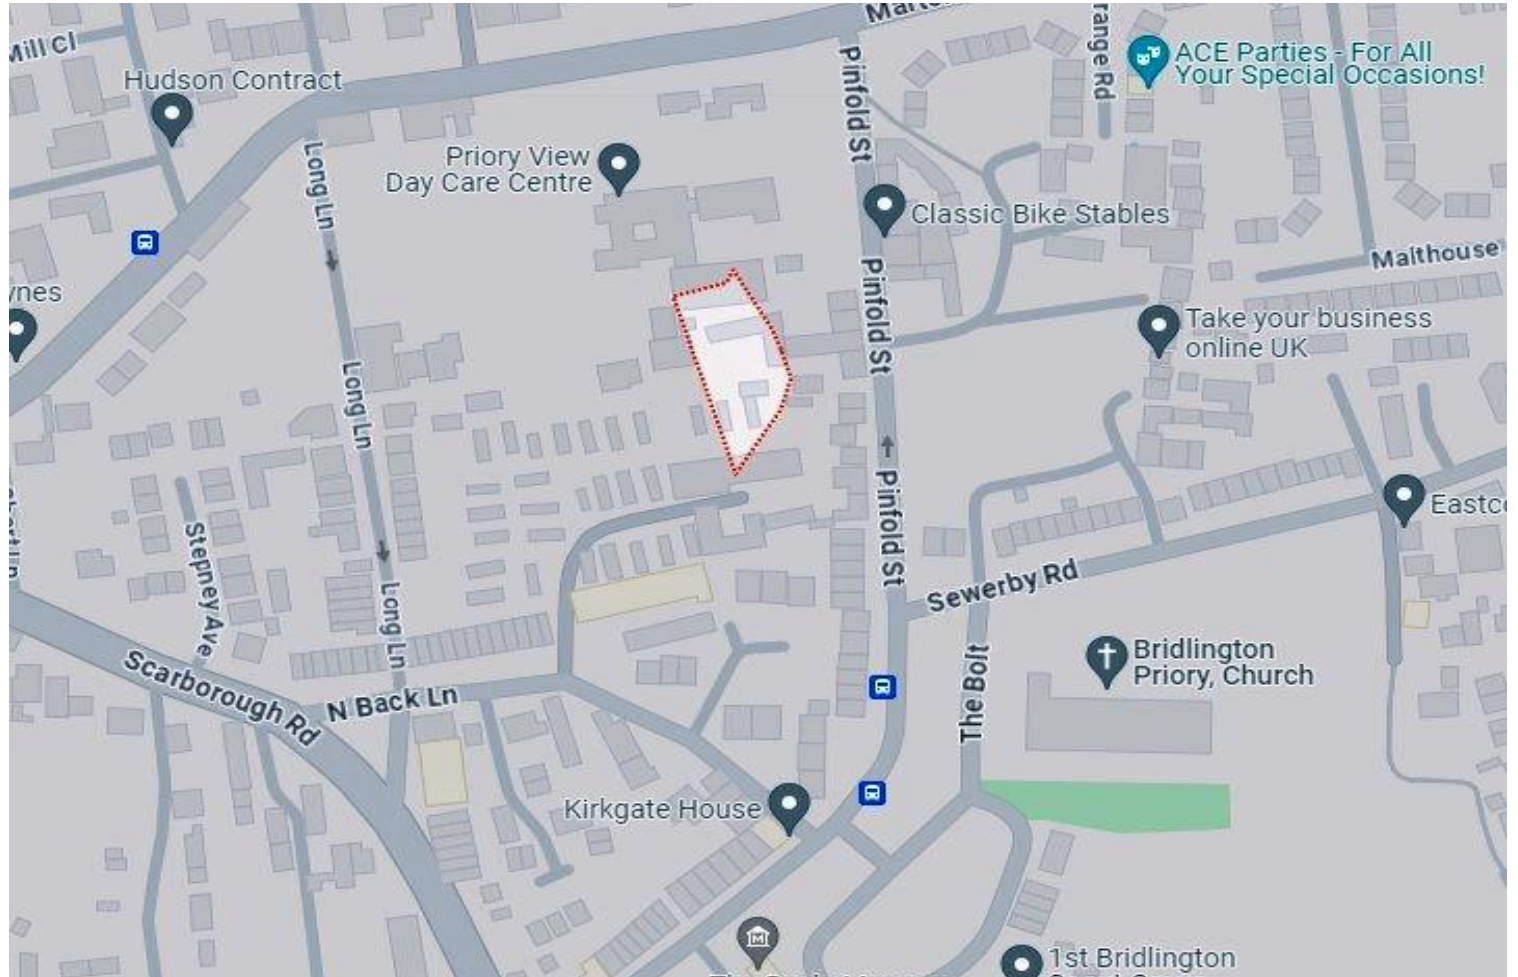 Mill Cl
Hudson Contract
Pinfold St
ACE Parties - For All
Your Special Occasions!
Long Ln
Priory View
Day Care Centre
Classic Bike Stables
Malthouse
Pinfold St
Take your business
online UK
Long Ln
Pinfold St
Eastc
Stepney Ave
Sewerby Rd
Long Ln
Bridlington
Priory, Church
Scarborough Rd
N Back Ln
The Bolt
Kirkgate House
1st Bridlington